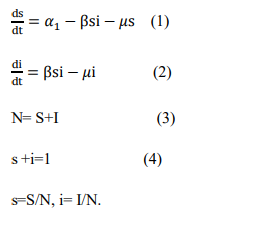 ds/dt = α₁ – βsi – μs (1)
di/dt = βsi – μi (2)
N= S+I (3)
s +i=1 (4)
s=S/N, i= I/N.